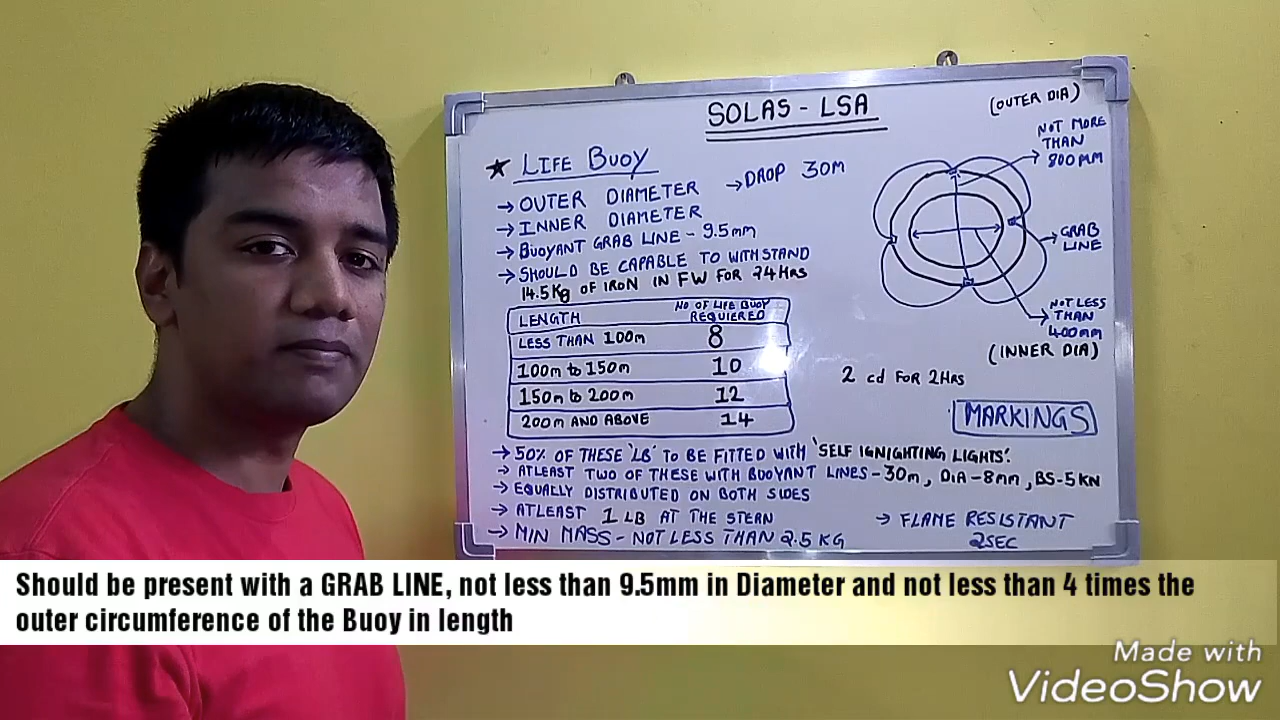 SOLAS - LSA
★ LIFE BUOY
→ OUTER DIAMETER
→ DROP 30M
→ INNER DIAMETER
→ BUOYANT GRAB LINE - 9.5mm
→ SHOULD BE CAPABLE TO WITHSTAND
14.5Kg OF IRON IN FW FOR 24HRS
LENGTH NO OF LIFE BUOY REQUIERED
LESS THAN 100m 8
100m to 150m 10
150m to 200m 12
200m AND ABOVE 14
(OUTER DIA)
NOT MORE
THAN
800MM
GRAB
LINE
NOT LESS
THAN
400mm
(INNER DIA)
2 cd FOR 2HRS
MARKINGS
→ 50% OF THESE 'LB' TO BE FITTED WITH 'SELF IGNIGHTING LIGHTS'.
→ ATLEAST TWO OF THESE WITH BUOYANT LINES - 30m, DIA - 8mm, BS - 5KN
→ EQUALLY DISTRIBUTED ON BOTH SIDES
→ ATLEAST 1 LB AT THE STERN
→ MIN MASS - NOT LESS THAN 2.5 KG
→ FLAME RESISTANT
2SEC
Should be present with a GRAB LINE, not less than 9.5mm in Diameter and not less than 4 times the
outer circumference of the Buoy in length
Made with
VideoShow